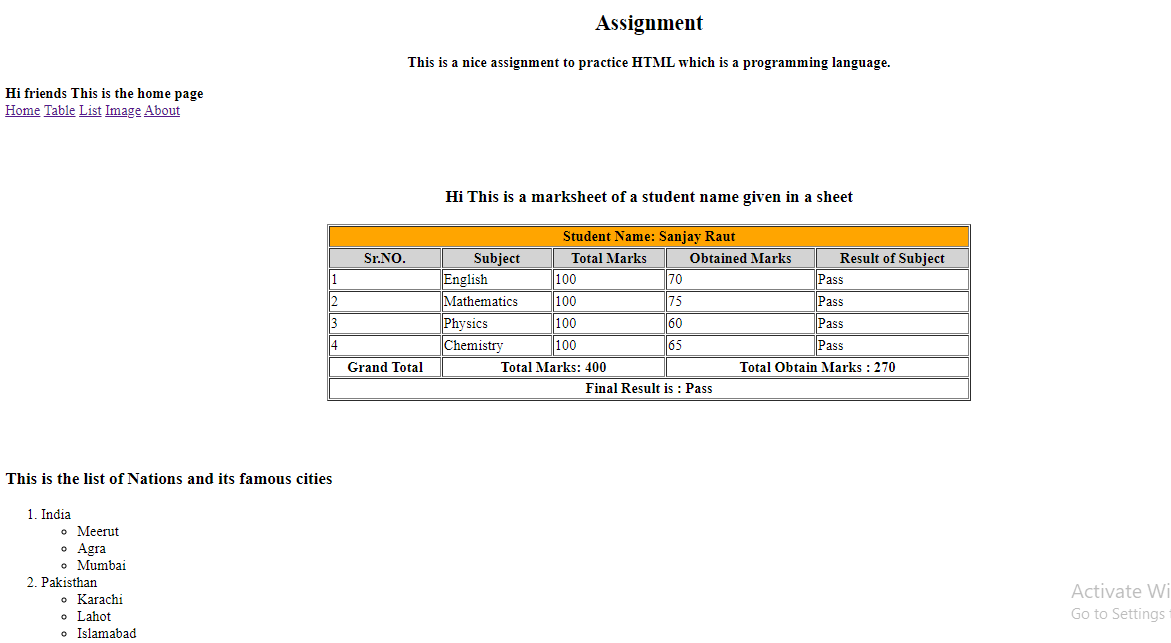 Assignment
This is a nice assignment to practice HTML which is a programming language.
Hi friends This is the home page
Home Table List Image About
Hi This is a marksheet of a student name given in a sheet
Student Name: Sanjay Raut
Sr.NO. Subject Total Marks Obtained Marks Result of Subject
1 English 100 70 Pass
2 Mathematics 100 75 Pass
3 Physics 100 60 Pass
4 Chemistry 100 65 Pass
Grand Total Total Marks: 400 Total Obtain Marks : 270
Final Result is : Pass
This is the list of Nations and its famous cities
1. India
Meerut
Agra
Mumbai
2. Pakisthan
Karachi
Lahot
Islamabad
Activate Wi
Go to Settings